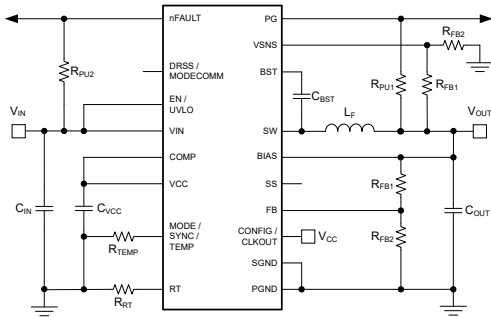 nFAULT
PG
VSNS
R_FB2
DRSS /
MODECOMM
R_PU2
BST
R_PU1
R_FB1
C_BST
EN /
UVLO
V_IN
VIN
SW
L_F
V_OUT
COMP
BIAS
VCC
SS
R_FB1
C_IN
C_VCC
FB
C_OUT
MODE /
SYNC /
TEMP
R_TEMP
CONFIG /
CLKOUT
V_CC
R_FB2
SGND
RT
R_RT
PGND